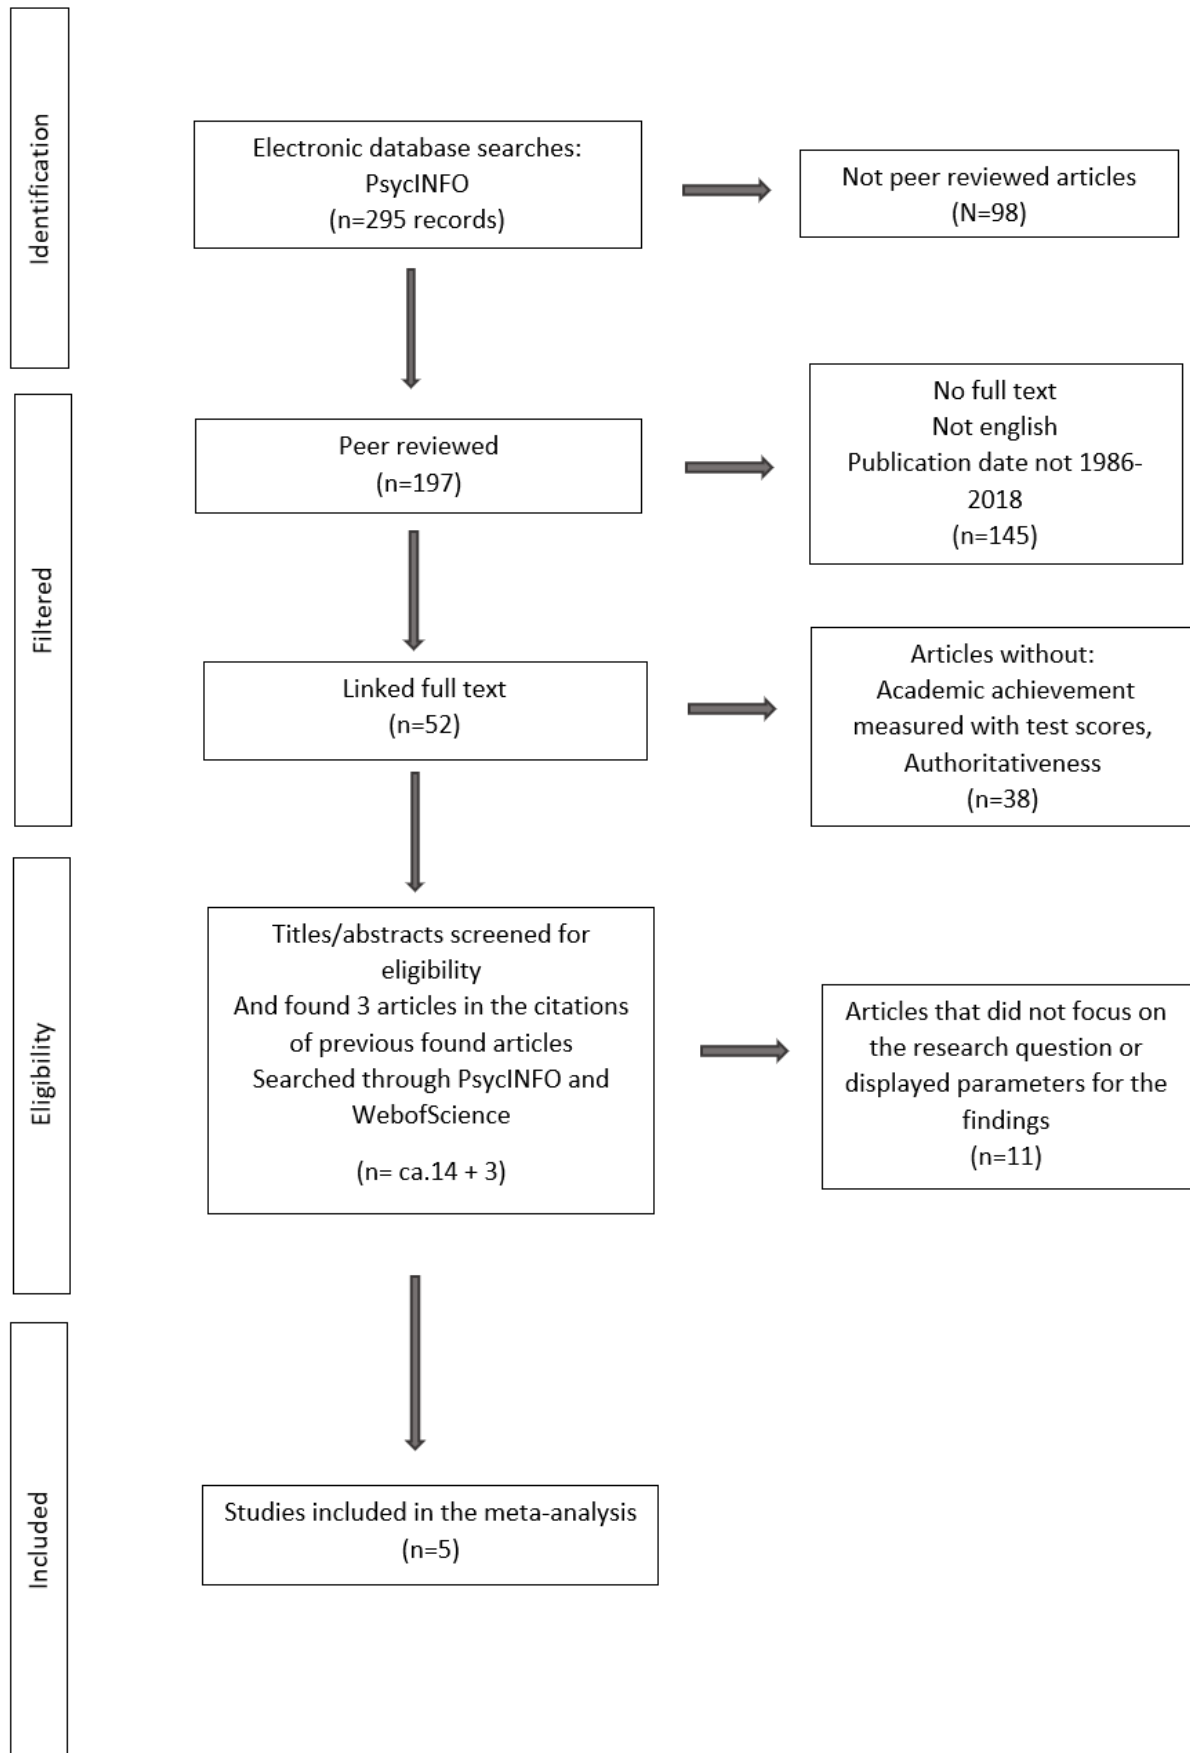 Identification
Electronic database searches:
PsycINFO
(n=295 records)
Not peer reviewed articles
(N=98)
Filtered
Peer reviewed
(n=197)
No full text
Not english
Publication date not 1986-
2018
(n=145)
Linked full text
(n=52)
Articles without:
Academic achievement
measured with test scores,
Authoritativeness
(n=38)
Eligibility
Titles/abstracts screened for
eligibility
And found 3 articles in the citations
of previous found articles
Searched through PsycINFO and
WebofScience
(n= ca.14 + 3)
Articles that did not focus on
the research question or
displayed parameters for the
findings
(n=11)
Included
Studies included in the meta-analysis
(n=5)